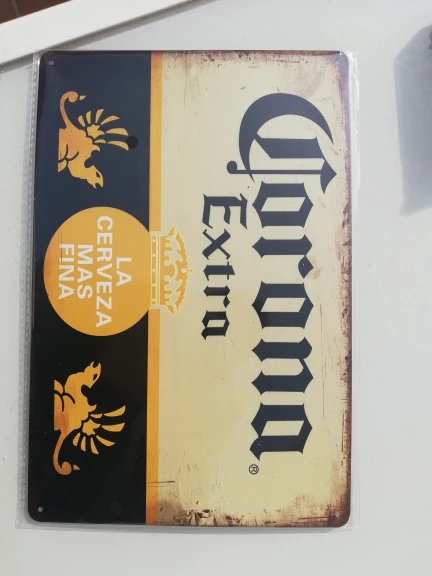 Corona
Extra
®
LA
CERVEZA
MAS
FINA